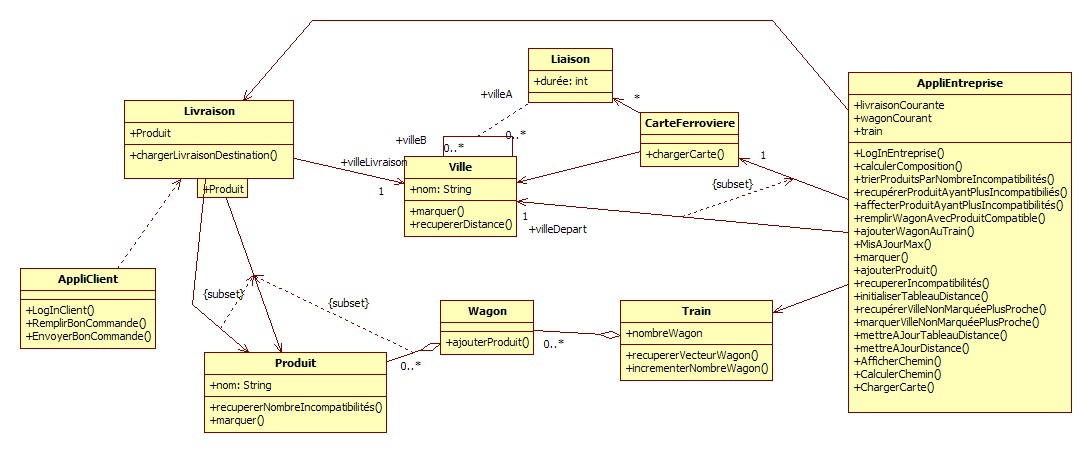 Liaison
+durée: int
+villeA
*
AppliEntreprise
+livraisonCourante
+wagonCourant
+train
+LogInEntreprise()
+calculerComposition()
+trierProduitsParNombreIncompatibilités()
+recupérerProduitAyantPlusIncompatibiliés()
+affecterProduitAyantPlusIncompatibilités()
+remplirWagonAvecProduitCompatible()
+ajouterWagonAuTrain()
+MisAJourMax()
+marquer()
+ajouterProduit()
+recupererIncompatibilités()
+initialiserTableauDistance()
+recupérerVilleNonMarquéePlusProche()
+marquerVilleNonMarquéePlusProche()
+mettreAJourTableauDistance()
+mettreAJourDistance()
+AfficherChemin()
+CalculerChemin()
+ChargerCarte()
Livraison
+Produit
+chargerLivraisonDestination()
+Produit
CarteFerroviere
+chargerCarte()
1
{subset}
+villeB
0..*
0..*
+villeLivraison
1
Ville
+nom: String
+marquer()
+recupererDistance()
1
+villeDepart
AppliClient
+LogInClient()
+RemplirBonCommande()
+EnvoyerBonCommande()
{subset}
{subset}
Wagon
+ajouterProduit()
0..*
0..*
Train
+nombreWagon
+recupererVecteurWagon()
+incrementerNombreWagon()
Produit
+nom: String
+recupererNombreIncompatibilités()
+marquer()